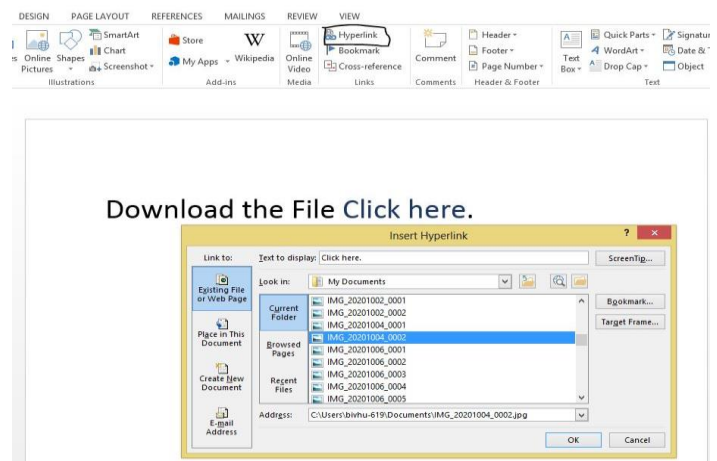 DESIGN PAGE LAYOUT REFERENCES MAILINGS REVIEW VIEW
Online Pictures
Shapes
SmartArt
Chart
Screenshot
Illustrations
Store
My Apps
Wikipedia
Add-ins
Online Video
Media
Hyperlink
Bookmark
Cross-reference
Links
Comment
Comments
Header
Footer
Page Number
Header & Footer
Text Box
Quick Parts
WordArt
Drop Cap
Signatur
Date &
Object
Text
Download the File Click here.
Insert Hyperlink
? ×
Link to:
Text to display: Click here.
ScreenTip...
Existing File
or Web Page
Look in: My Documents
Bookmark...
Target Frame...
Place in This
Document
Create New
Document
E-mail
Address
Current
Folder
Browsed
Pages
Recent
Files
IMG_20201002_0001
IMG_20201002_0002
IMG_20201004_0001
IMG_20201004_0002
IMG_20201006_0001
IMG_20201006_0002
IMG_20201006_0003
IMG_20201006_0004
IMG_20201006_0005
Address: C:\Users\bivhu-619\Documents\IMG_20201004_0002.jpg
OK Cancel